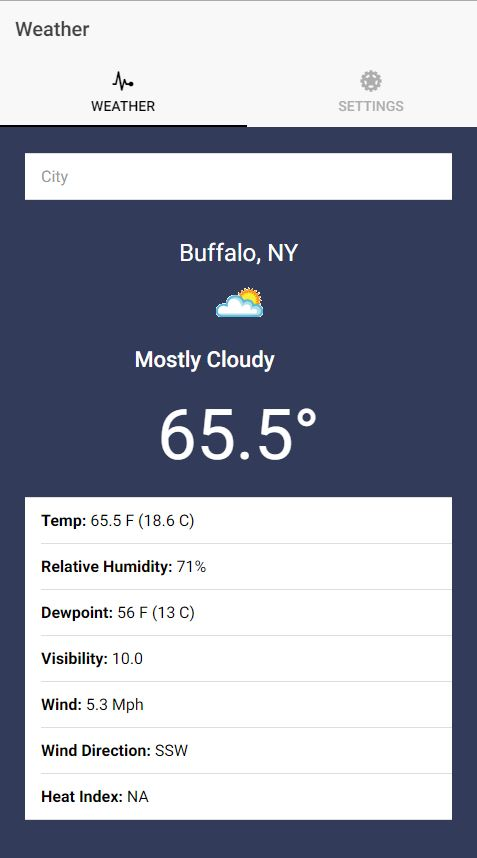 Weather
WEATHER
SETTINGS
City
Buffalo, NY
Mostly Cloudy
65.5°
Temp: 65.5 F (18.6 C)
Relative Humidity: 71%
Dewpoint: 56 F (13 C)
Visibility: 10.0
Wind: 5.3 Mph
Wind Direction: SSW
Heat Index: NA